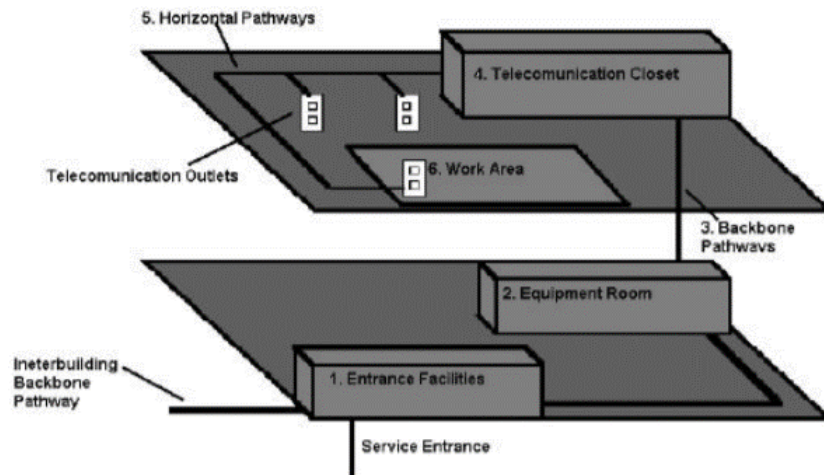 5. Horizontal Pathways
4. Telecomunication Closet
Telecomunication Outlets
6. Work Area
3. Backbone
Pathways
2. Equipment Room
Ineterbuilding
Backbone
Pathway
1. Entrance Facilities
Service Entrance